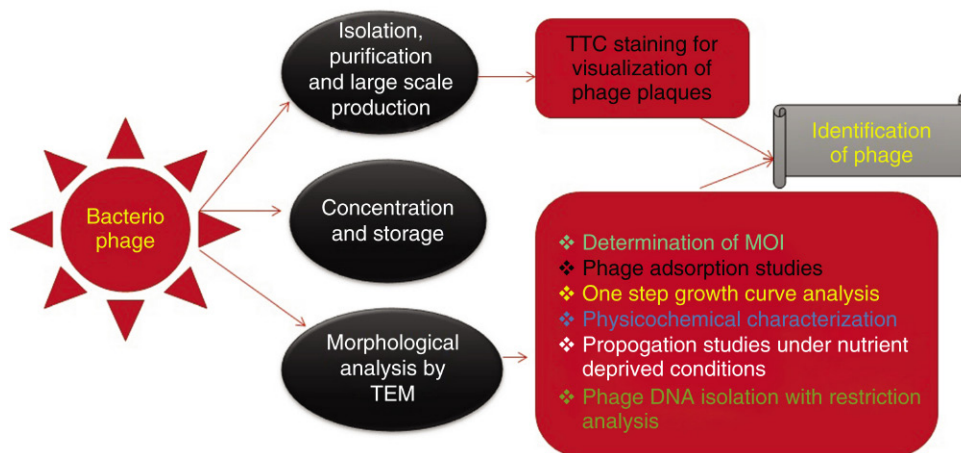 Bacterio
phage
Isolation,
purification
and large scale
production
Concentration
and storage
Morphological
analysis by
TEM
TTC staining for
visualization of
phage plaques
Identification
of phage
❖ Determination of MOI
❖ Phage adsorption studies
❖ One step growth curve analysis
❖ Physicochemical characterization
❖ Propogation studies under nutrient
deprived conditions
❖ Phage DNA isolation with restriction
analysis